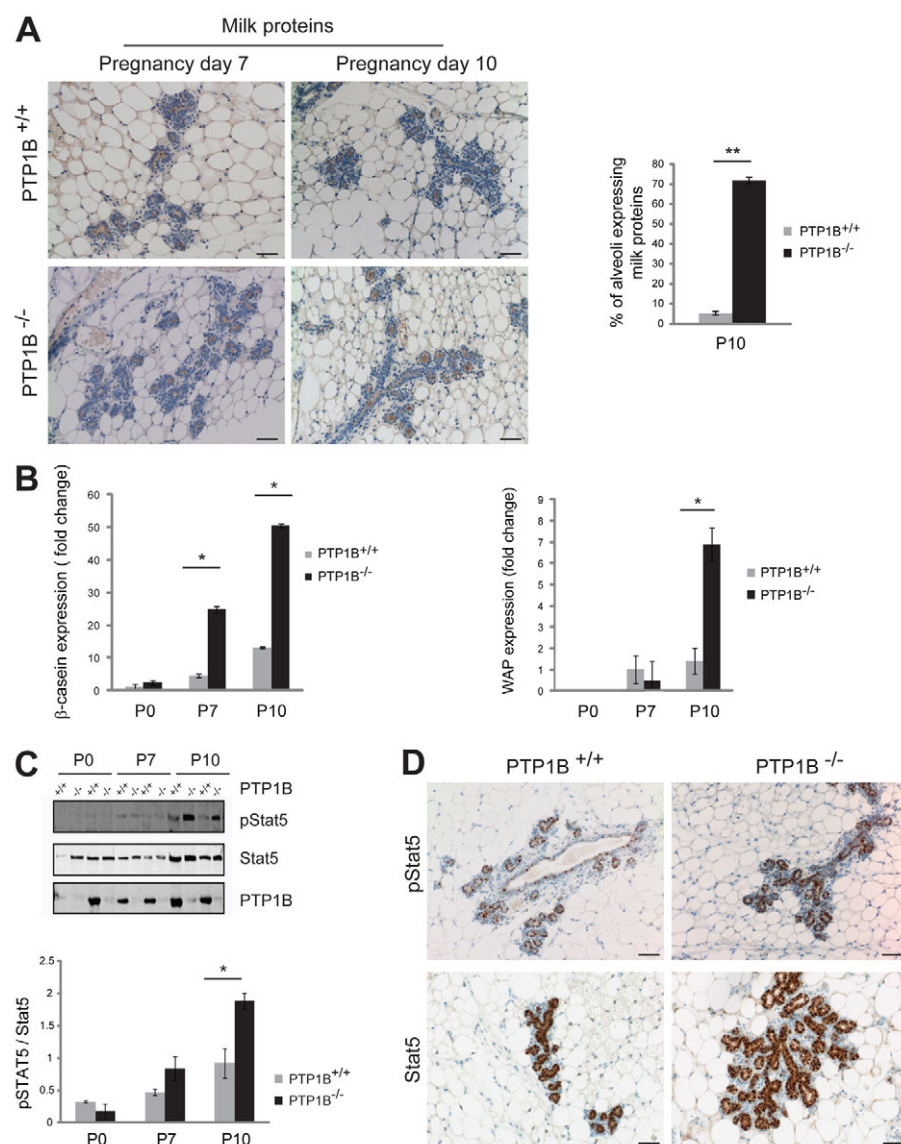 A
Milk proteins
Pregnancy day 7 Pregnancy day 10
PTP1B +/+
PTP1B -/-
% of alveoli expressing
milk proteins
80
70
60
50
40
30
20
10
0
**
P10
PTP1B+/+
PTP1B-/-
B
β-casein expression ( fold change)
60
50
40
30
20
10
0
*
*
P0 P7 P10
PTP1B+/+
PTP1B-/-
WAP expression (fold change)
9
8
7
6
5
4
3
2
1
0
*
P0 P7 P10
PTP1B+/+
PTP1B-/-
C
P0 P7 P10
+/+ -/- +/+ -/- +/+ -/- +/+ -/- +/+ -/- +/+ -/- PTP1B
pStat5
Stat5
PTP1B
pSTAT5 / Stat5
2.5
2
1.5
1
0.5
0
*
P0 P7 P10
PTP1B+/+
PTP1B-/-
D
PTP1B +/+ PTP1B -/-
pStat5
Stat5